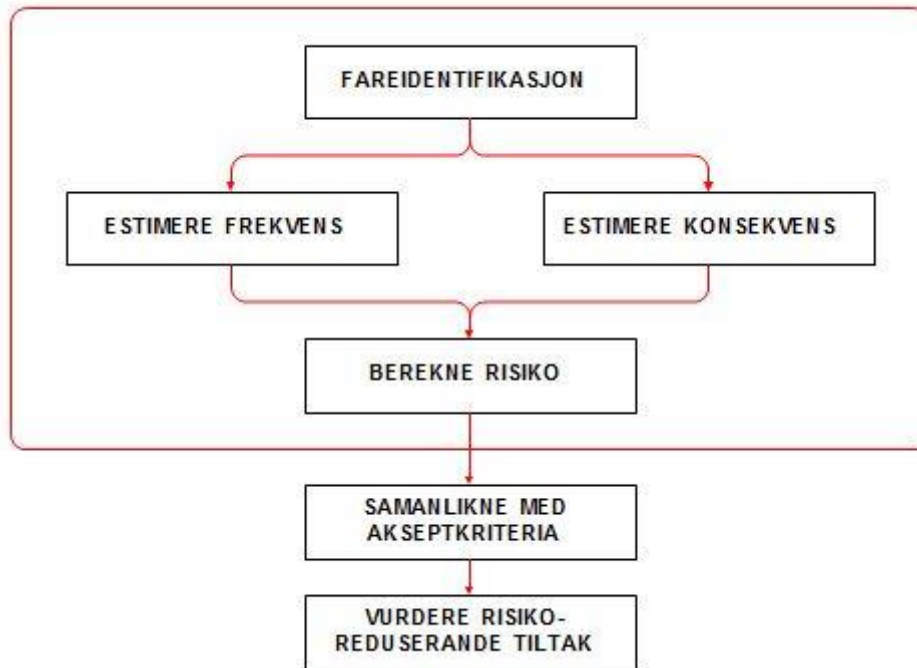 FAREIDENTIFIKASJON
ESTIMERE FREKVENS
ESTIMERE KONSEKVENS
BEREKNE RISIKO
SAMANLIKNE MED
AKSEPTKRITERIA
VURDERE RISIKO-
REDUSERANDE TILTAK